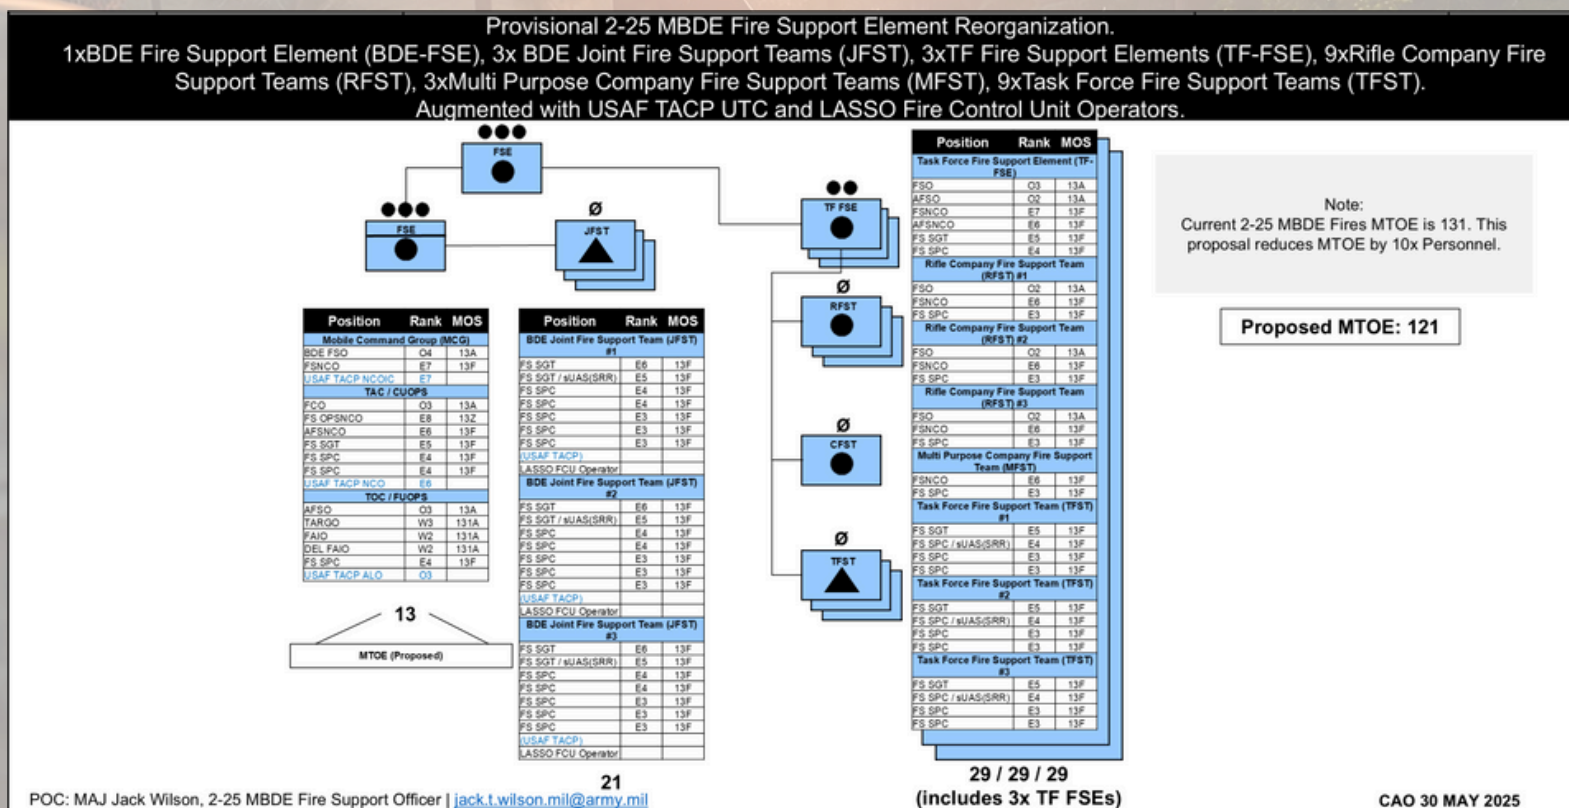 Provisional 2-25 MBDE Fire Support Element Reorganization.
1xBDE Fire Support Element (BDE-FSE), 3x BDE Joint Fire Support Teams (JFST), 3xTF Fire Support Elements (TF-FSE), 9xRifle Company Fire
Support Teams (RFST), 3xMulti Purpose Company Fire Support Teams (MFST), 9xTask Force Fire Support Teams (TFST).
Augmented with USAF TACP UTC and LASSO Fire Control Unit Operators.
FSE
FSE
Ø
JFST
Position Rank MOS
Mobile Command Group (MCG)
BDE FSO O4 13A
FSNCO E7 13F
USAF TACP NCOIC E7
TAC / CUOPS
FCO O3 13A
FS OPSNCO E8 13Z
AFSNCO E6 13F
FS SGT E5 13F
FS SPC E4 13F
FS SPC E4 13F
USAF TACP NCO E6
TOC / FUOPS
AFSO O3 13A
TARGO W3 131A
FAIO W2 131A
DEL FAIO W2 131A
FS SPC E4 13F
USAF TACP ALO O3
13
MTOE (Proposed)
Position Rank MOS
BDE Joint Fire Support Team (JFST)
#1
FS SGT E6 13F
FS SGT / sUAS(SRR) E5 13F
FS SPC E4 13F
FS SPC E4 13F
FS SPC E3 13F
FS SPC E3 13F
FS SPC E3 13F
(USAF TACP)
LASSO FCU Operator
BDE Joint Fire Support Team (JFST)
#2
FS SGT E6 13F
FS SGT / sUAS(SRR) E5 13F
FS SPC E4 13F
FS SPC E4 13F
FS SPC E3 13F
FS SPC E3 13F
FS SPC E3 13F
(USAF TACP)
LASSO FCU Operator
BDE Joint Fire Support Team (JFST)
#3
FS SGT E6 13F
FS SGT / sUAS(SRR) E5 13F
FS SPC E4 13F
FS SPC E4 13F
FS SPC E3 13F
FS SPC E3 13F
FS SPC E3 13F
(USAF TACP)
LASSO FCU Operator
21
TF FSE
Ø
RFST
Ø
CFST
Ø
TFST
Position Rank MOS
Task Force Fire Support Element (TF-
FSE)
FSO O3 13A
AFSO O2 13A
FSNCO E7 13F
AFSNCO E6 13F
FS SGT E5 13F
FS SPC E4 13F
Rifle Company Fire Support Team
(RFST) #1
FSO O2 13A
FSNCO E6 13F
FS SPC E3 13F
Rifle Company Fire Support Team
(RFST) #2
FSO O2 13A
FSNCO E6 13F
FS SPC E3 13F
Rifle Company Fire Support Team
(RFST) #3
FSO O2 13A
FSNCO E6 13F
FS SPC E3 13F
Multi Purpose Company Fire Support
Team (MFST)
FSNCO E6 13F
FS SPC E3 13F
Task Force Fire Support Team (TFST)
#1
FS SGT E5 13F
FS SPC / sUAS(SRR) E4 13F
FS SPC E3 13F
FS SPC E3 13F
Task Force Fire Support Team (TFST)
#2
FS SGT E5 13F
FS SPC / sUAS(SRR) E4 13F
FS SPC E3 13F
FS SPC E3 13F
Task Force Fire Support Team (TFST)
#3
FS SGT E5 13F
FS SPC / sUAS(SRR) E4 13F
FS SPC E3 13F
FS SPC E3 13F
29 / 29 / 29
(includes 3x TF FSEs)
Note:
Current 2-25 MBDE Fires MTOE is 131. This
proposal reduces MTOE by 10x Personnel.
Proposed MTOE: 121
POC: MAJ Jack Wilson, 2-25 MBDE Fire Support Officer | jack.t.wilson.mil@army.mil
CAO 30 MAY 2025